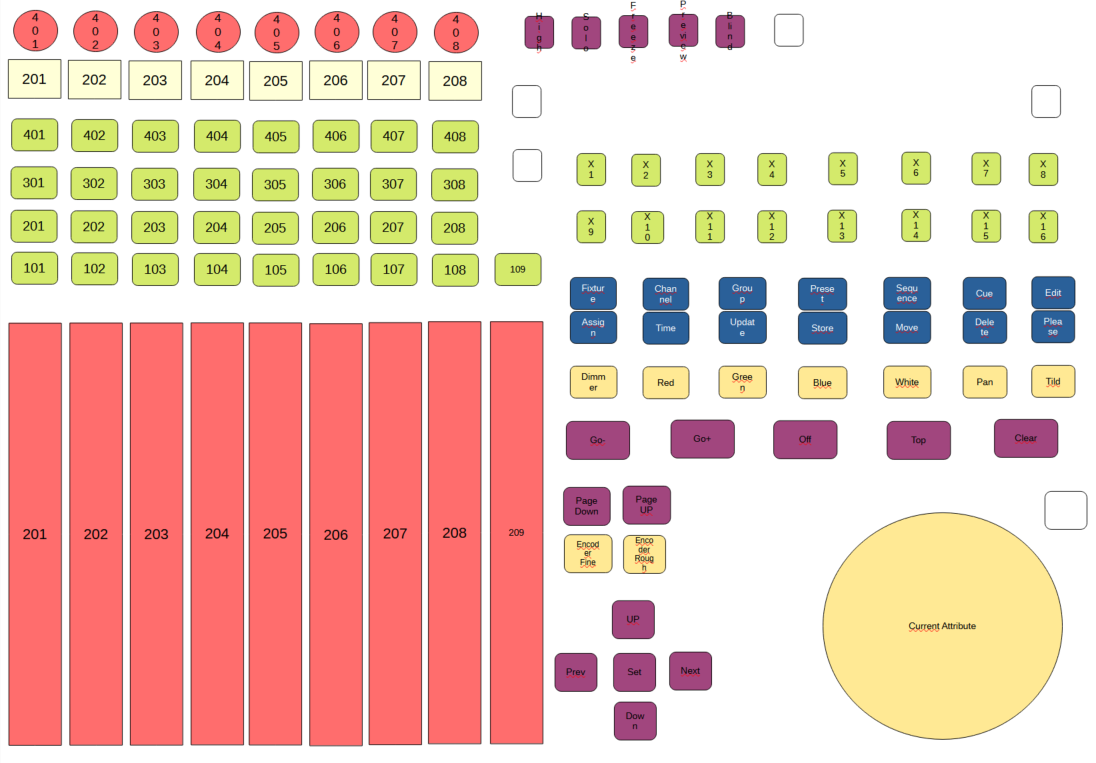 401 402 403 404 405 406 407 408
High Solo Freeze Preview Blind
201 202 203 204 205 206 207 208
401 402 403 404 405 406 407 408
301 302 303 304 305 306 307 308
201 202 203 204 205 206 207 208
101 102 103 104 105 106 107 108 109
201 202 203 204 205 206 207 208 209
X1 X2 X3 X4 X5 X6 X7 X8
X9 X10 X11 X12 X13 X14 X15 X16
Fixture Channel Group Preset Sequence Cue Edit
Assign Time Update Store Move Delete Please
Dimmer Red Green Blue White Pan Tild
Go- Go+ Off Top Clear
Page Down Page UP
Encoder Fine Encoder Rough
UP
Prev Set Next
Down
Current Attribute